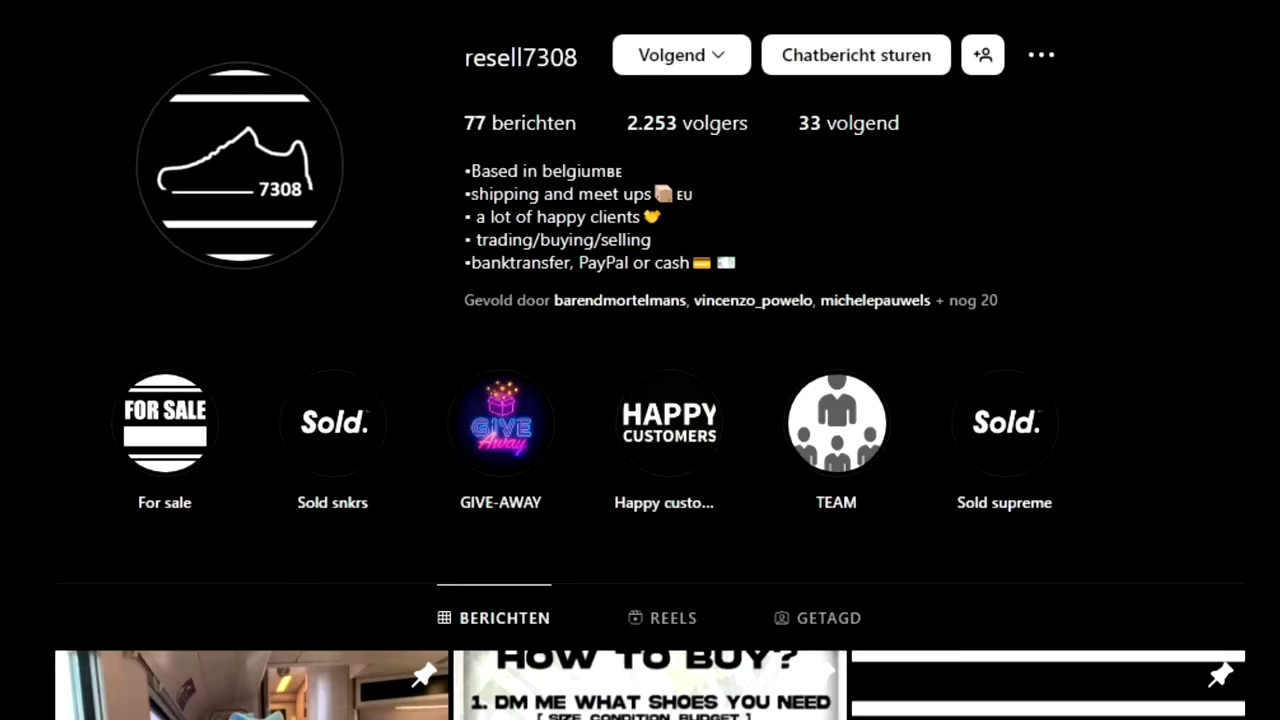 resell7308 Volgend Chatbericht sturen
77 berichten 2.253 volgers 33 volgend
7308
•Based in belgiumBE
•shipping and meet ups📦 EU
• a lot of happy clients
• trading/buying/selling
•banktransfer, PayPal or cash💳 💵
Gevold door barendmortelmans, vincenzo_powelo, michelepauwels + nog 20
FOR SALE Sold. GIVE Away HAPPY CUSTOMERS Sold.
For sale Sold snkrs GIVE-AWAY Happy custo... TEAM Sold supreme
BERICHTEN REELS GETAGD
HOW TO BUY?
1. DM ME WHAT SHOES YOU NEED
[ SIZE, CONDITION, BUDGET ]